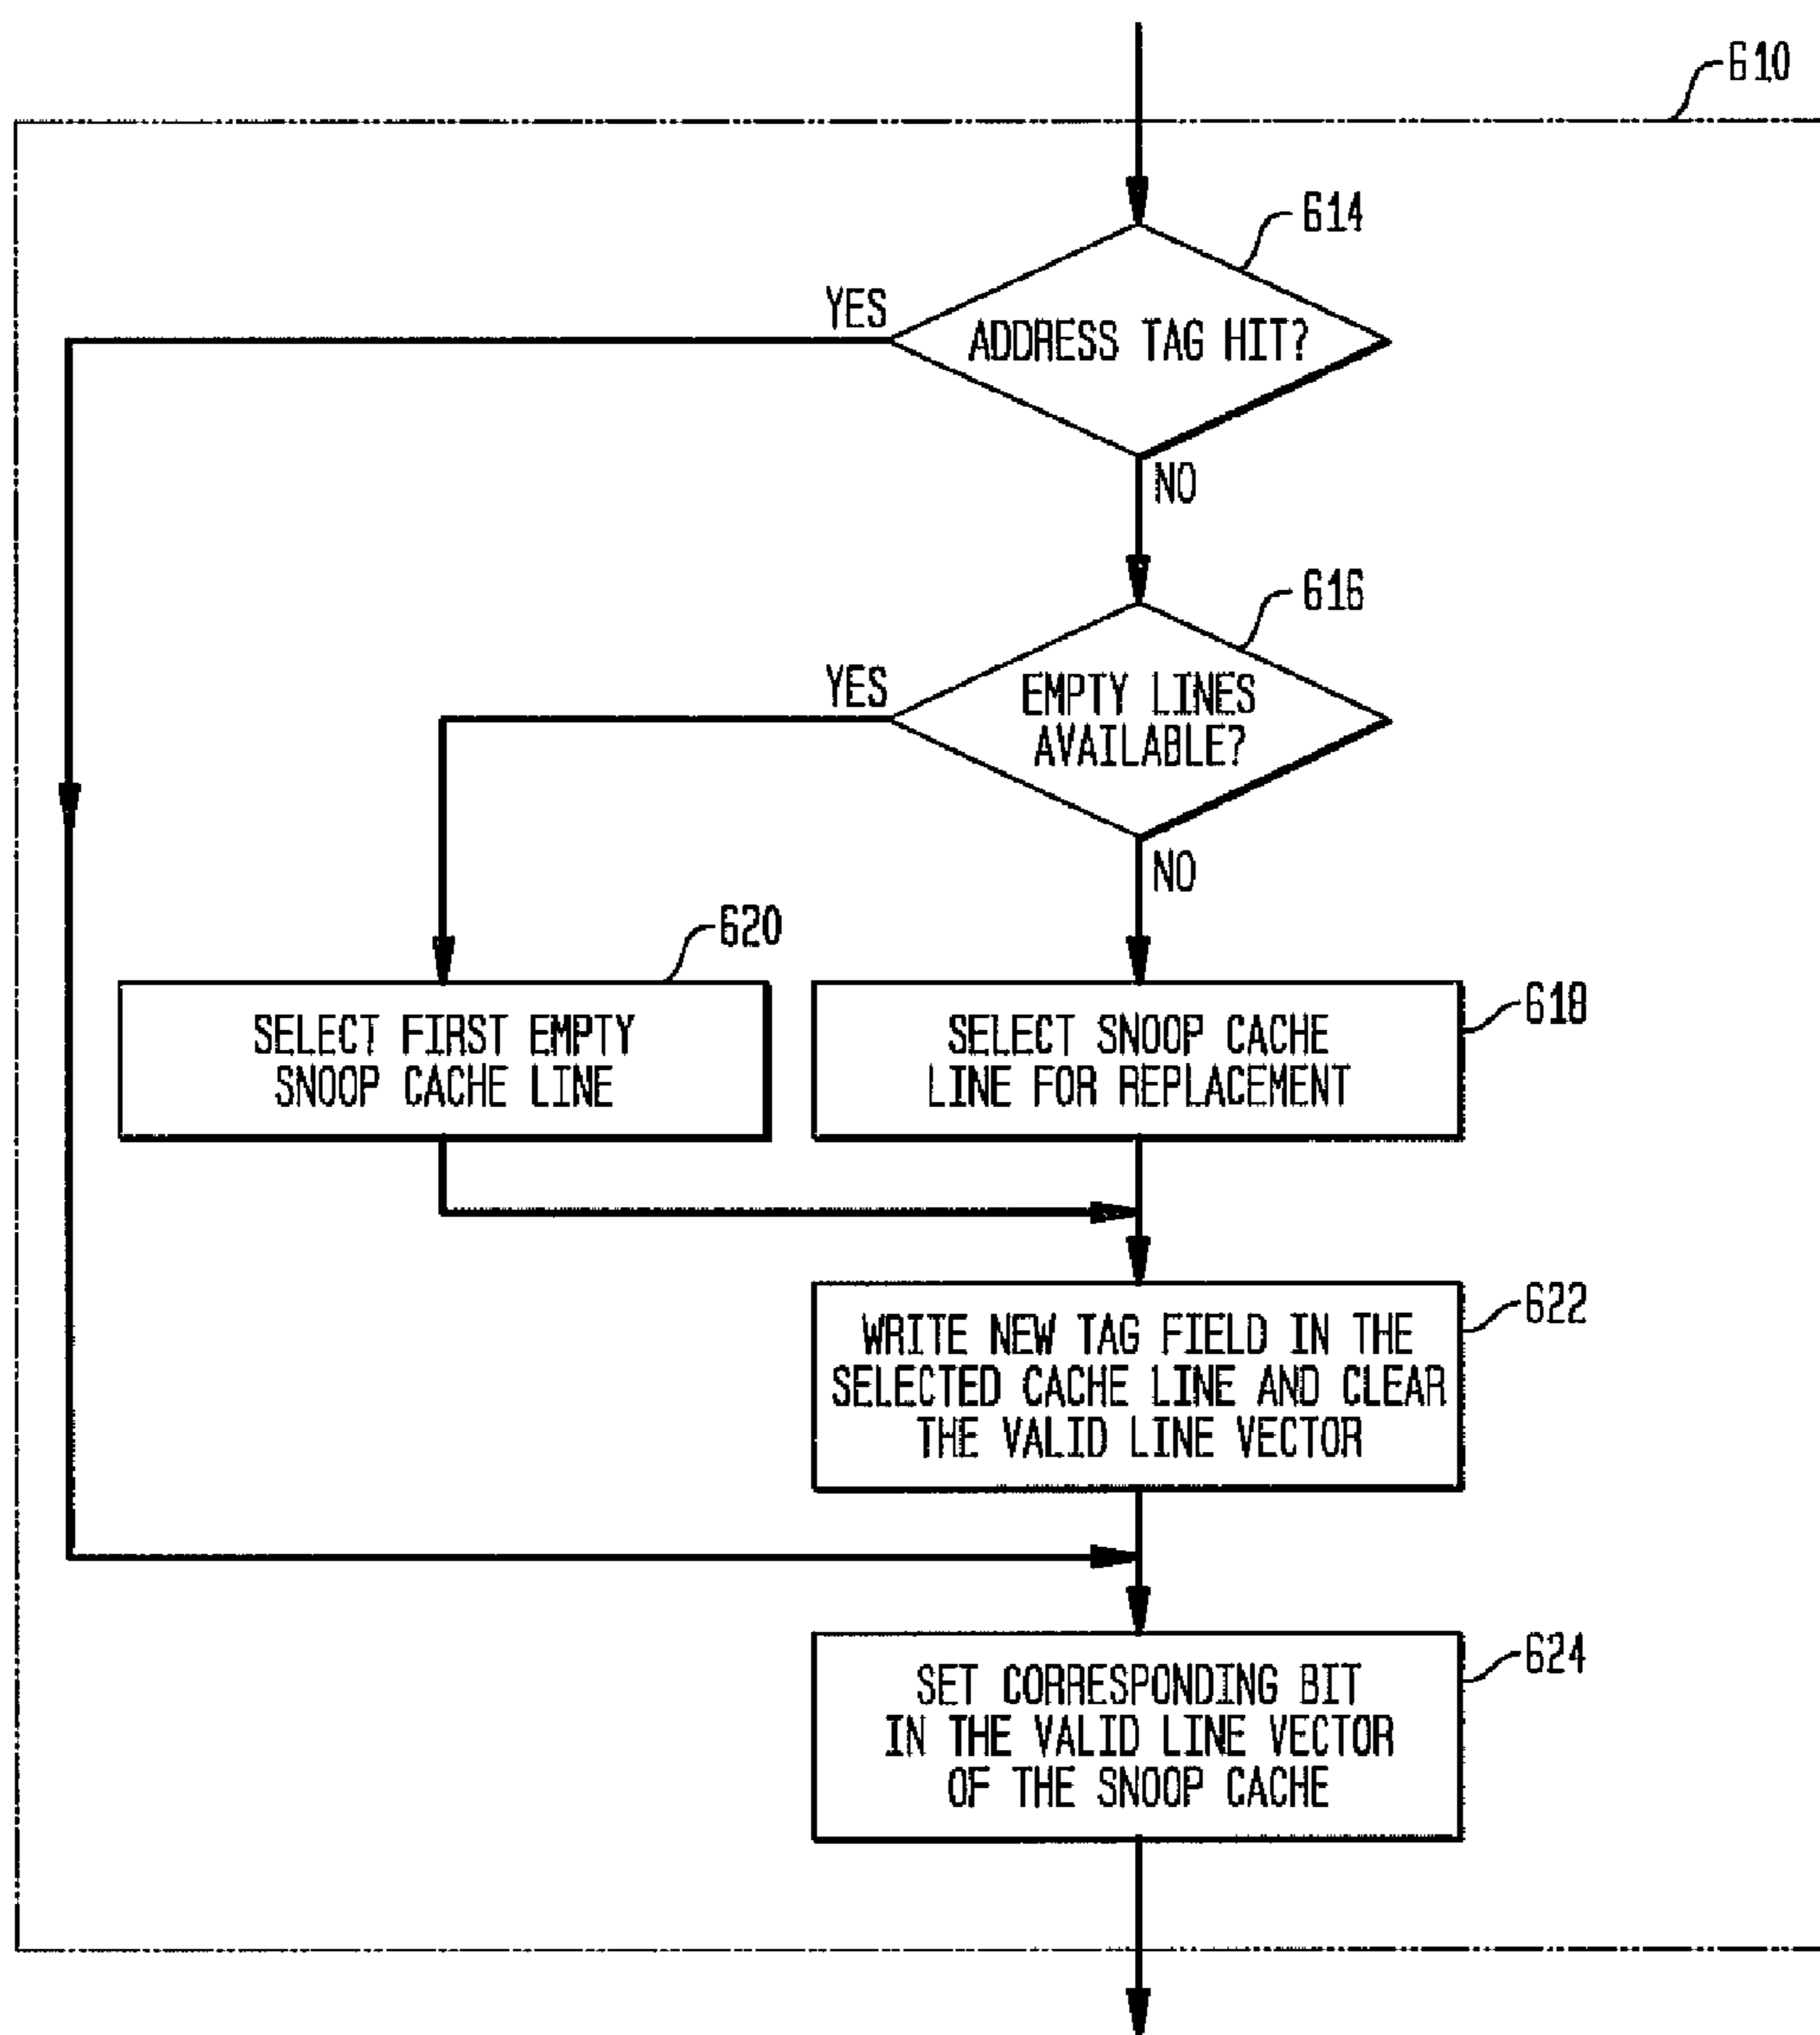 610
614
YES
ADDRESS TAG HIT?
NO
616
YES
EMPTY LINES
AVAILABLE?
NO
620
SELECT FIRST EMPTY
SNOOP CACHE LINE
618
SELECT SNOOP CACHE
LINE FOR REPLACEMENT
622
WRITE NEW TAG FIELD IN THE
SELECTED CACHE LINE AND CLEAR
THE VALID LINE VECTOR
624
SET CORRESPONDING BIT
IN THE VALID LINE VECTOR
OF THE SNOOP CACHE